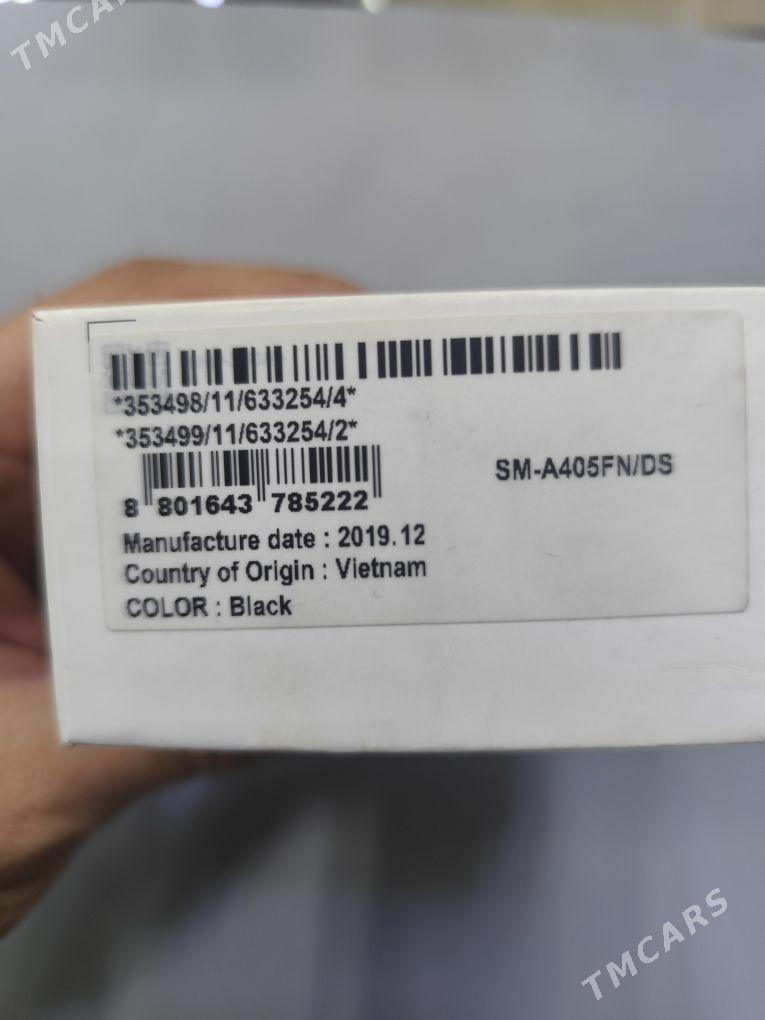 TMCARS
*353498/11/633254/4*
*353499/11/633254/2*
SM-A405FN/DS
8 801643 785222
Manufacture date : 2019.12
Country of Origin : Vietnam
COLOR : Black
TMCARS